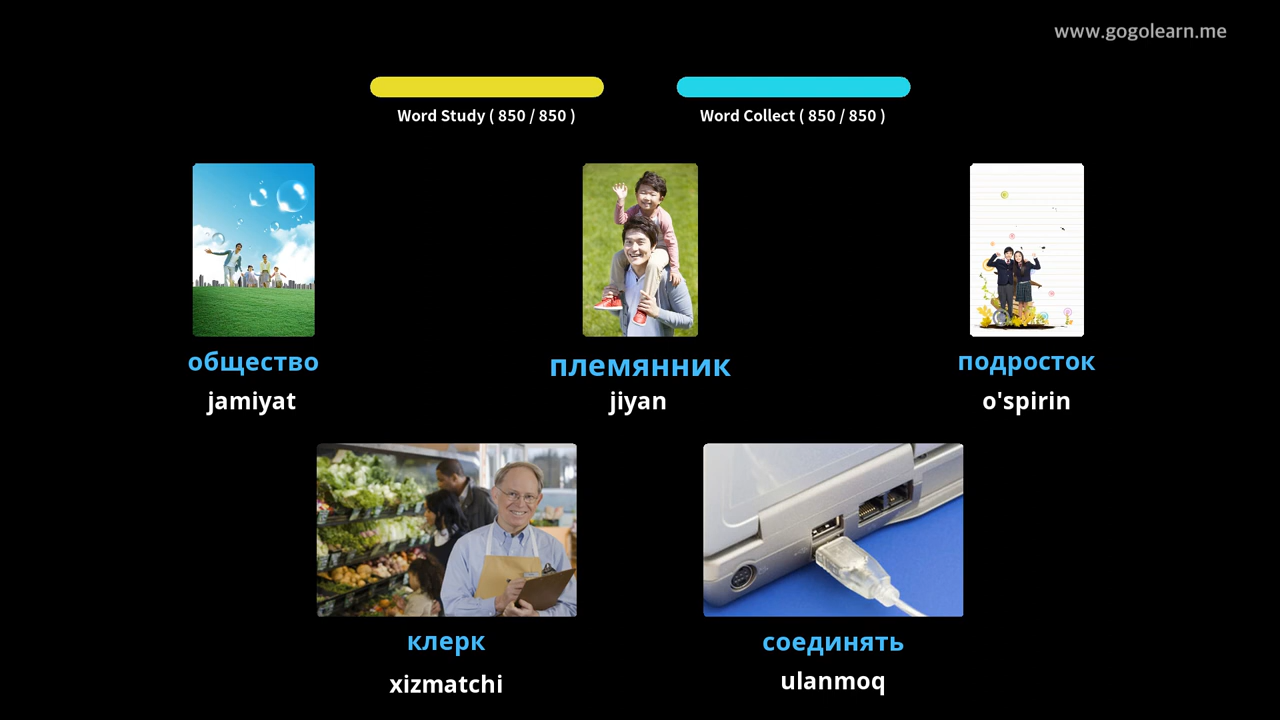 www.gogolearn.me
Word Study ( 850 / 850 )
Word Collect ( 850 / 850 )
общество
jamiyat
племянник
jiyan
подросток
o'spirin
клерк
xizmatchi
соединять
ulanmoq